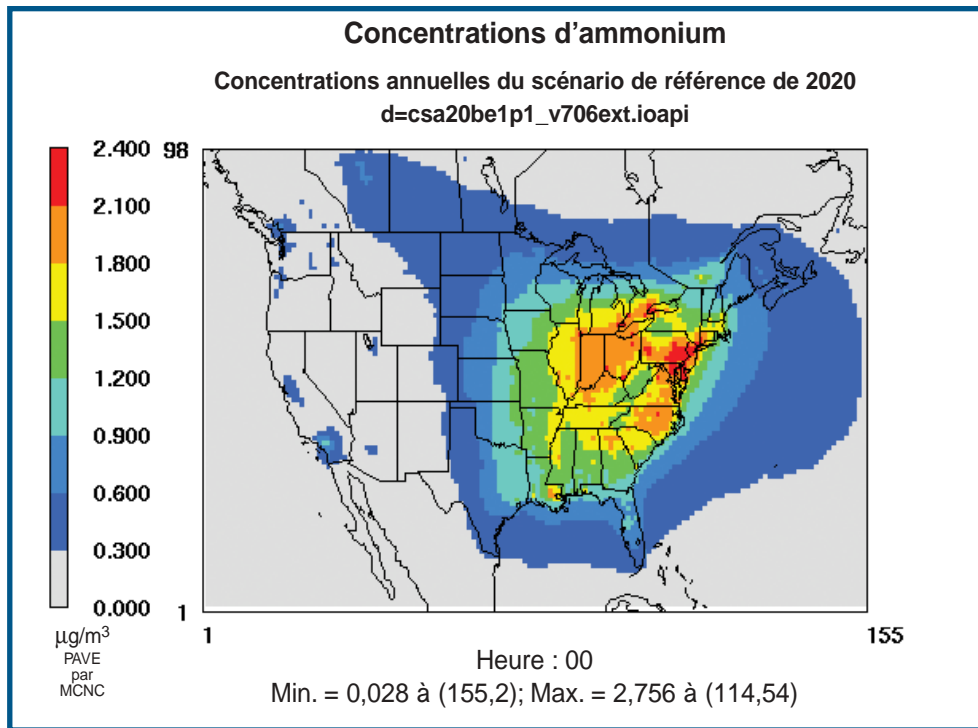 Concentrations d’ammonium
Concentrations annuelles du scénario de référence de 2020
d=csa20be1p1_v706ext.ioapi
2.400
2.100
1.800
1.500
1.200
0.900
0.600
0.300
0.000
µg/m³
PAVE
par
MCNC
98
1
1
155
Heure : 00
Min. = 0,028 à (155,2); Max. = 2,756 à (114,54)